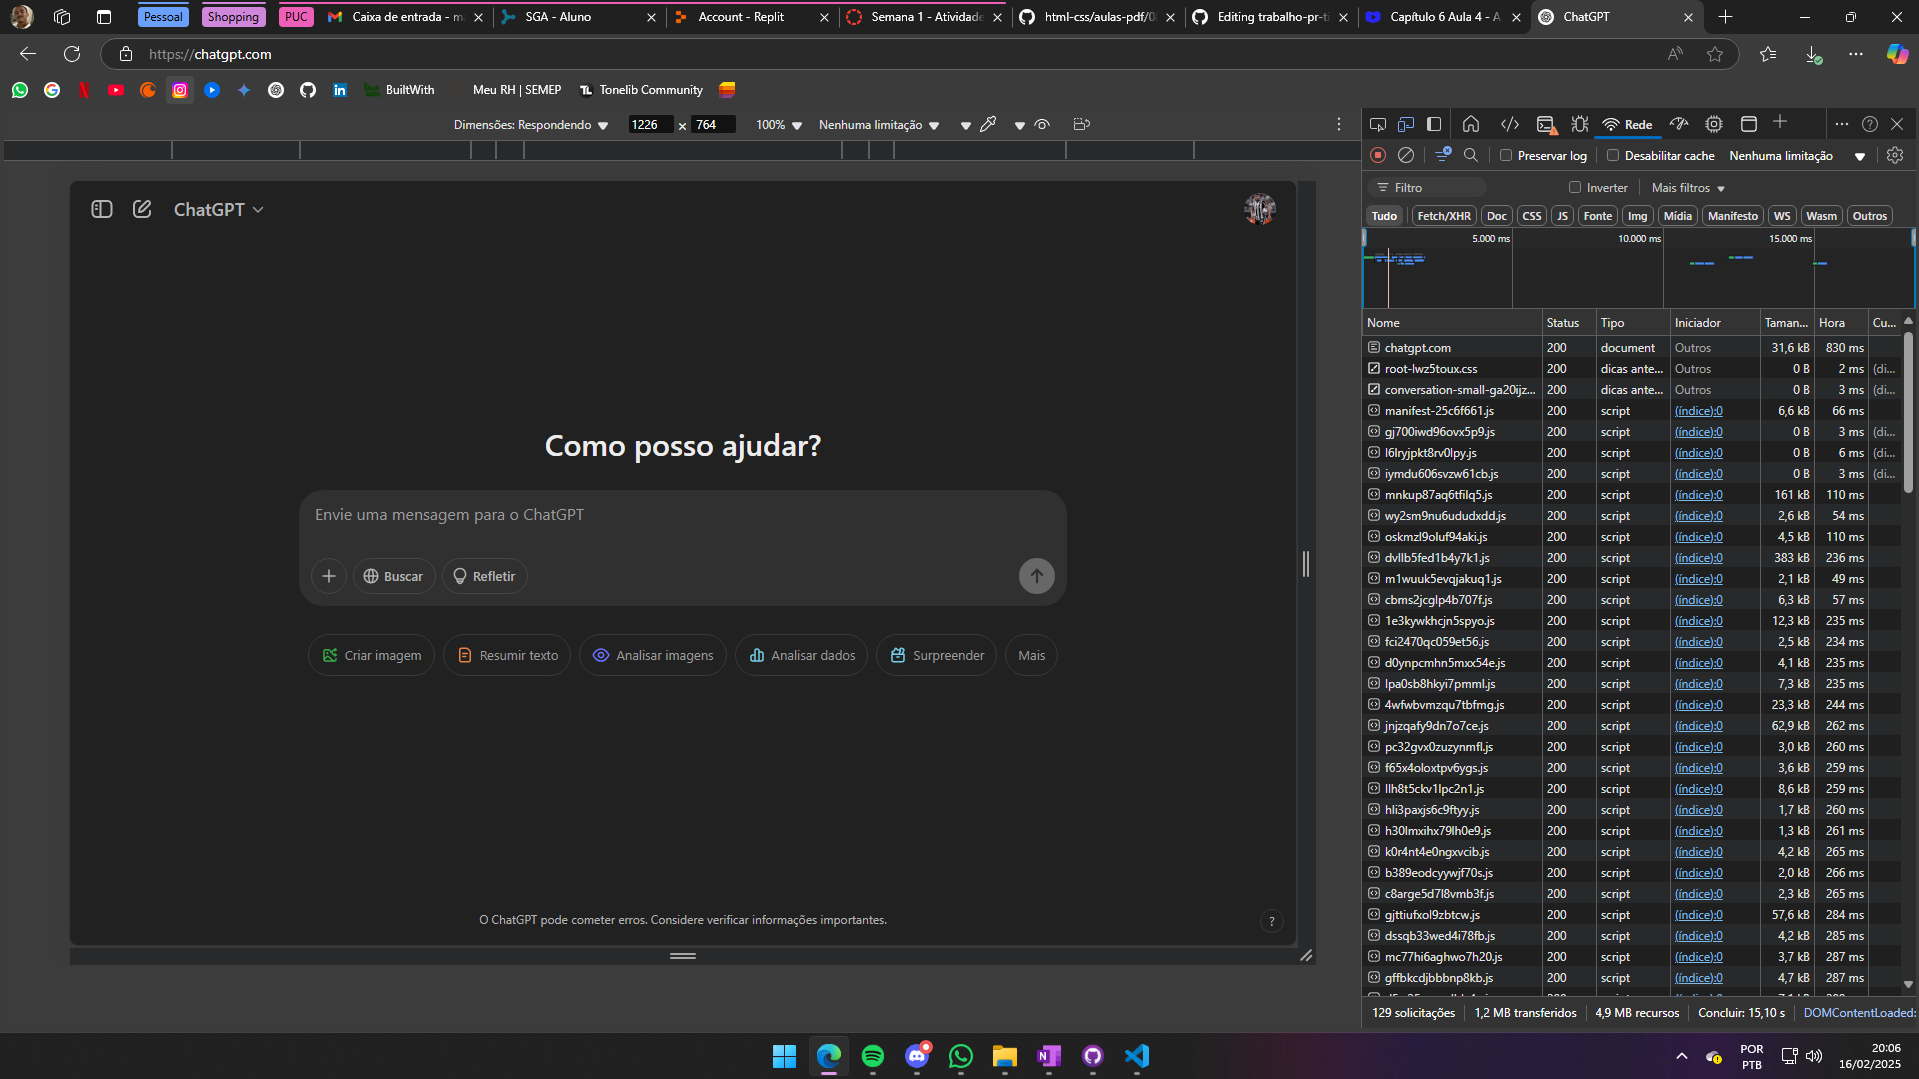 Pessoal
Shopping
PUC
Caixa de entrada - m
SGA - Aluno
Account - Replit
Semana 1 - Atividade
html-css/aulas-pdf/0
Editing trabalho-pr-ti
Capítulo 6 Aula 4 - A
ChatGPT
https://chatgpt.com
BuiltWith
Meu RH | SEMEP
TL Tonelib Community
Dimensões: Respondendo
1226 x 764
100%
Nenhuma limitação
Rede
Preservar log
Desabilitar cache
Nenhuma limitação
Filtro
Inverter
Mais filtros
Tudo Fetch/XHR Doc CSS JS Fonte Img Mídia Manifesto WS Wasm Outros
5.000 ms 10.000 ms 15.000 ms
Nome Status Tipo Iniciador Taman... Hora Cu...
chatgpt.com 200 document Outros 31,6 kB 830 ms
root-lwz5toux.css 200 dicas ante... Outros 0 B 2 ms (di...
conversation-small-ga20ijz... 200 dicas ante... Outros 0 B 3 ms (di...
manifest-25c6f661.js 200 script (índice):0 6,6 kB 66 ms
gj700iwd96ovx5p9.js 200 script (índice):0 0 B 3 ms (di...
l6lryjpkt8rv0lpy.js 200 script (índice):0 0 B 6 ms (di...
iymdu606svzw61cb.js 200 script (índice):0 0 B 3 ms (di...
mnkup87aq6tfilq5.js 200 script (índice):0 161 kB 110 ms
wy2sm9nu6ududxdd.js 200 script (índice):0 2,6 kB 54 ms
oskmzl9oluf94aki.js 200 script (índice):0 4,5 kB 110 ms
dvllb5fed1b4y7k1.js 200 script (índice):0 383 kB 236 ms
m1wuuk5evqjakuq1.js 200 script (índice):0 2,1 kB 49 ms
cbms2jcglp4b707f.js 200 script (índice):0 6,3 kB 57 ms
1e3kywkhcjn5spyo.js 200 script (índice):0 12,3 kB 235 ms
fci2470qc059et56.js 200 script (índice):0 2,5 kB 234 ms
d0ynpcmhn5mxx54e.js 200 script (índice):0 4,1 kB 235 ms
lpa0sb8hkyi7pmml.js 200 script (índice):0 7,3 kB 235 ms
4wfwbvmzqu7tbfmg.js 200 script (índice):0 23,3 kB 244 ms
jnjzqafy9dn7o7ce.js 200 script (índice):0 62,9 kB 262 ms
pc32gvx0zuzynmfl.js 200 script (índice):0 3,0 kB 260 ms
f65x4oloxtpv6ygs.js 200 script (índice):0 3,6 kB 259 ms
llh8t5ckv1lpc2n1.js 200 script (índice):0 8,6 kB 259 ms
hli3paxjs6c9ftyy.js 200 script (índice):0 1,7 kB 260 ms
h30lmxihx79lh0e9.js 200 script (índice):0 1,3 kB 261 ms
k0r4nt4e0ngxvcib.js 200 script (índice):0 4,2 kB 265 ms
b389eodcyywjf70s.js 200 script (índice):0 2,0 kB 266 ms
c8arge5d7l8vmb3f.js 200 script (índice):0 2,3 kB 265 ms
gjttiufxol9zbtcw.js 200 script (índice):0 57,6 kB 284 ms
dssqb33wed4i78fb.js 200 script (índice):0 4,2 kB 285 ms
mc77hi6aghwo7h20.js 200 script (índice):0 3,7 kB 287 ms
gffbkcdjbbbnp8kb.js 200 script (índice):0 4,7 kB 287 ms
129 solicitações 1,2 MB transferidos 4,9 MB recursos Concluir: 15,10 s DOMContentLoaded:
ChatGPT
Como posso ajudar?
Envie uma mensagem para o ChatGPT
Buscar
Refletir
Criar imagem
Resumir texto
Analisar imagens
Analisar dados
Surpreender
Mais
O ChatGPT pode cometer erros. Considere verificar informações importantes.
?
POR
PTB
20:06
16/02/2025